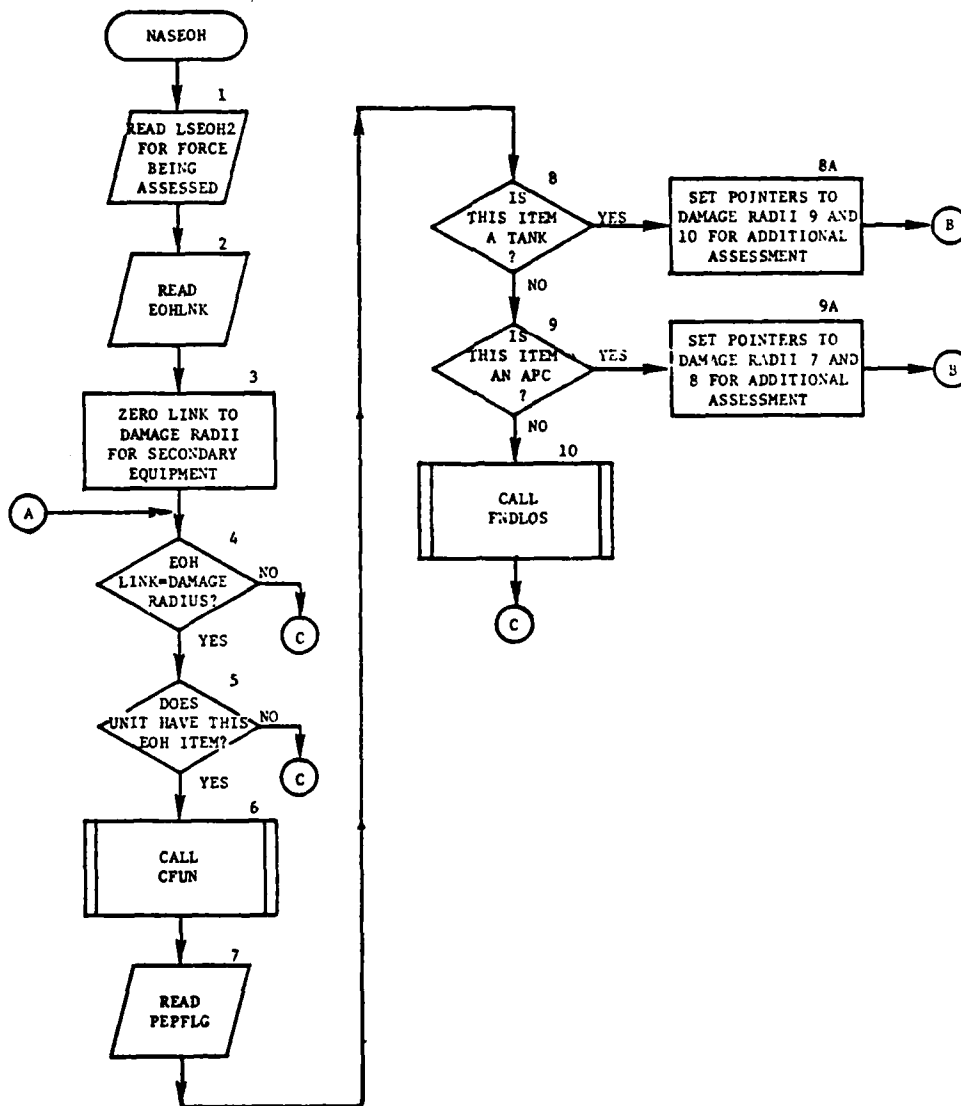 NASEOH
1
READ LSEOH2
FOR FORCE
BEING
ASSESSED
2
READ
EOHLNK
3
ZERO LINK TO
DAMAGE RADII
FOR SECONDARY
EQUIPMENT
A
4
EOH
LINK=DAMAGE
RADIUS?
NO
C
YES
5
DOES
UNIT HAVE THIS
EOH ITEM?
NO
C
YES
6
CALL
CFUN
7
READ
PEPFLG
8
IS
THIS ITEM
A TANK
?
YES
8A
SET POINTERS TO
DAMAGE RADII 9 AND
10 FOR ADDITIONAL
ASSESSMENT
B
NO
9
IS
THIS ITEM
AN APC
?
YES
9A
SET POINTERS TO
DAMAGE RADII 7 AND
8 FOR ADDITIONAL
ASSESSMENT
B
NO
10
CALL
FNDLOS
C